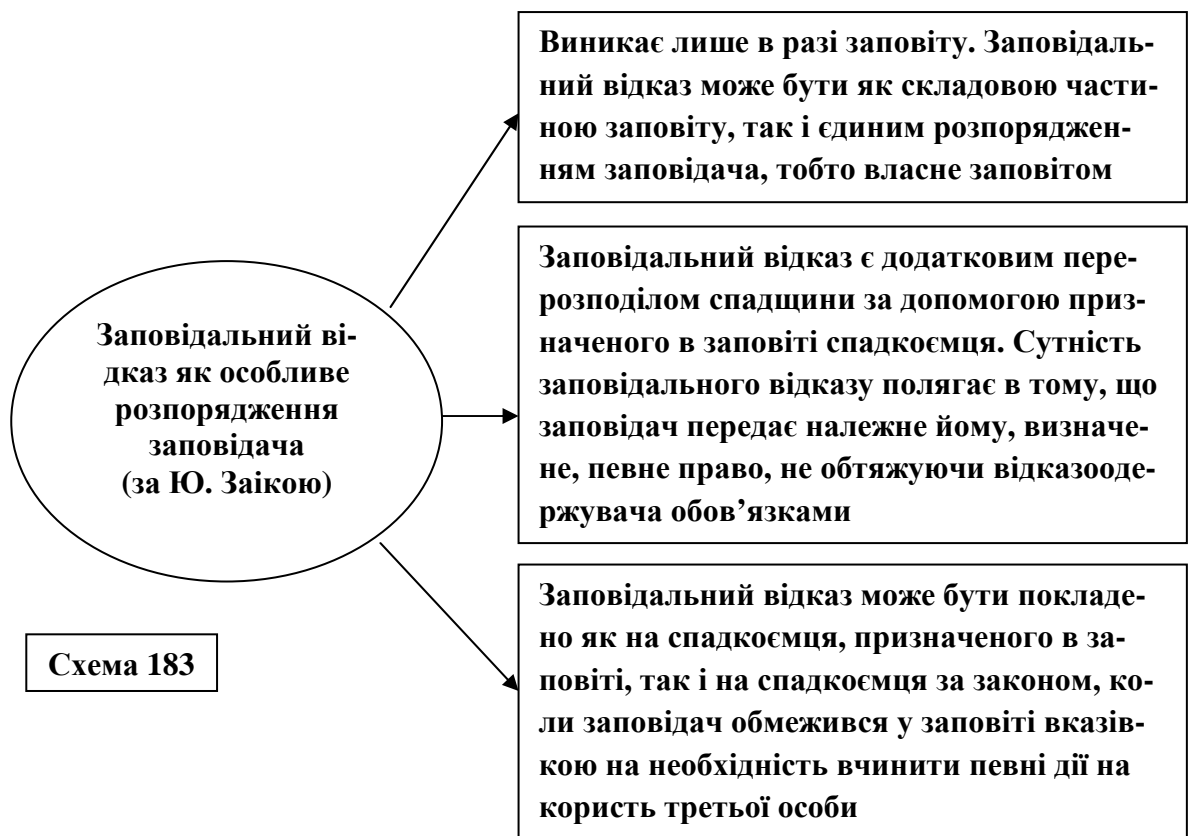 Виникає лише в разі заповіту. Заповідаль-
ний відказ може бути як складовою части-
ною заповіту, так і єдиним розпоряджен-
ням заповідача, тобто власне заповітом
Заповідальний відказ є додатковим пере-
розподілом спадщини за допомогою приз-
наченого в заповіті спадкоємця. Сутність
заповідального відказу полягає в тому, що
заповідач передає належне йому, визначе-
не, певне право, не обтяжуючи відказооде-
ржувача обов’язками
Заповідальний ві-
дказ як особливе
розпорядження
заповідача
(за Ю. Заікою)
Заповідальний відказ може бути покладе-
но як на спадкоємця, призначеного в за-
повіті, так і на спадкоємця за законом, ко-
ли заповідач обмежився у заповіті вказів-
кою на необхідність вчинити певні дії на
користь третьої особи
Схема 183